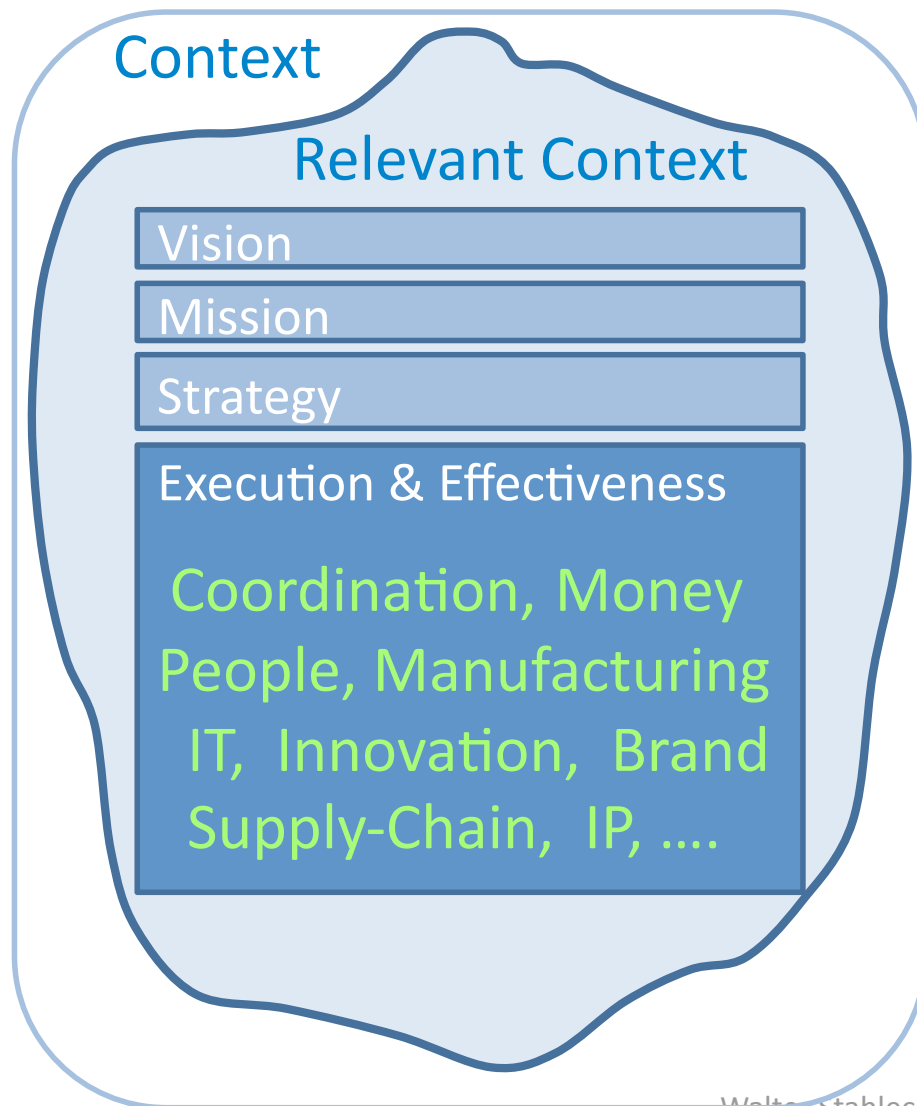 Context
Relevant Context
Vision
Mission
Strategy
Execution & Effectiveness
Coordination, Money
People, Manufacturing
IT, Innovation, Brand
Supply-Chain, IP, ....